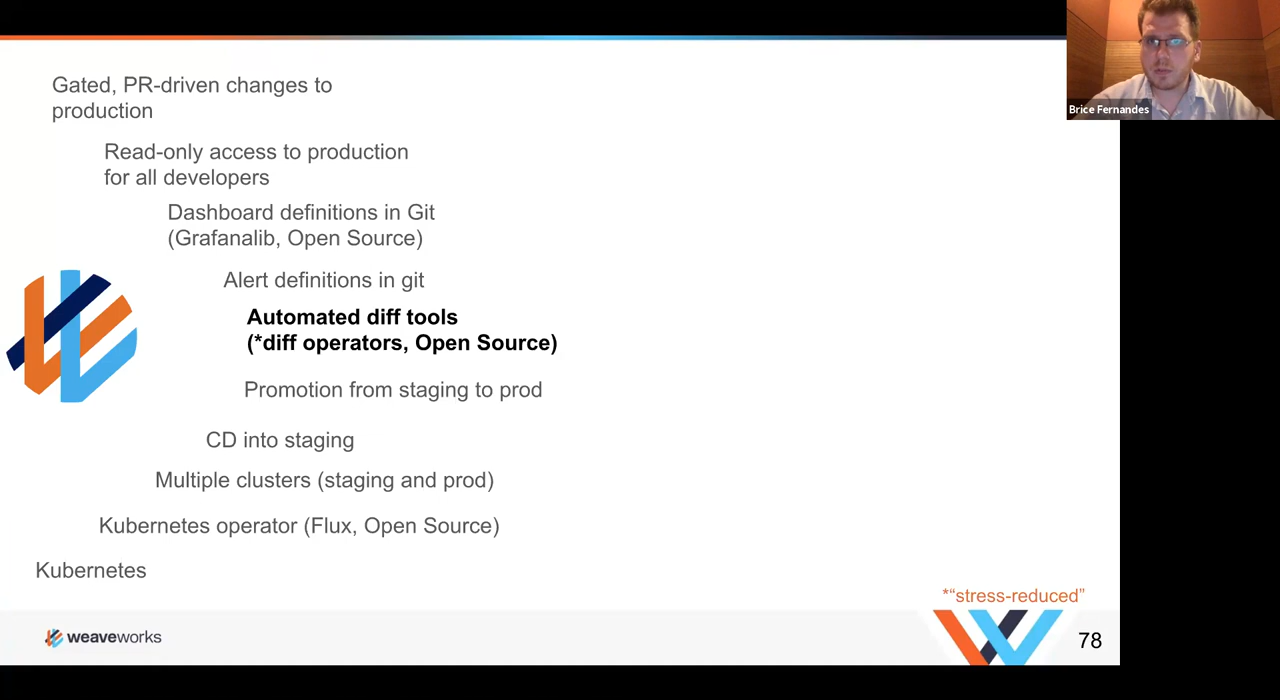 Gated, PR-driven changes to
production
Read-only access to production
for all developers
Dashboard definitions in Git
(Grafanalib, Open Source)
Alert definitions in git
Automated diff tools
(*diff operators, Open Source)
Promotion from staging to prod
CD into staging
Multiple clusters (staging and prod)
Kubernetes operator (Flux, Open Source)
Kubernetes
*“stress-reduced”
weaveworks
78
Brice Fernandes